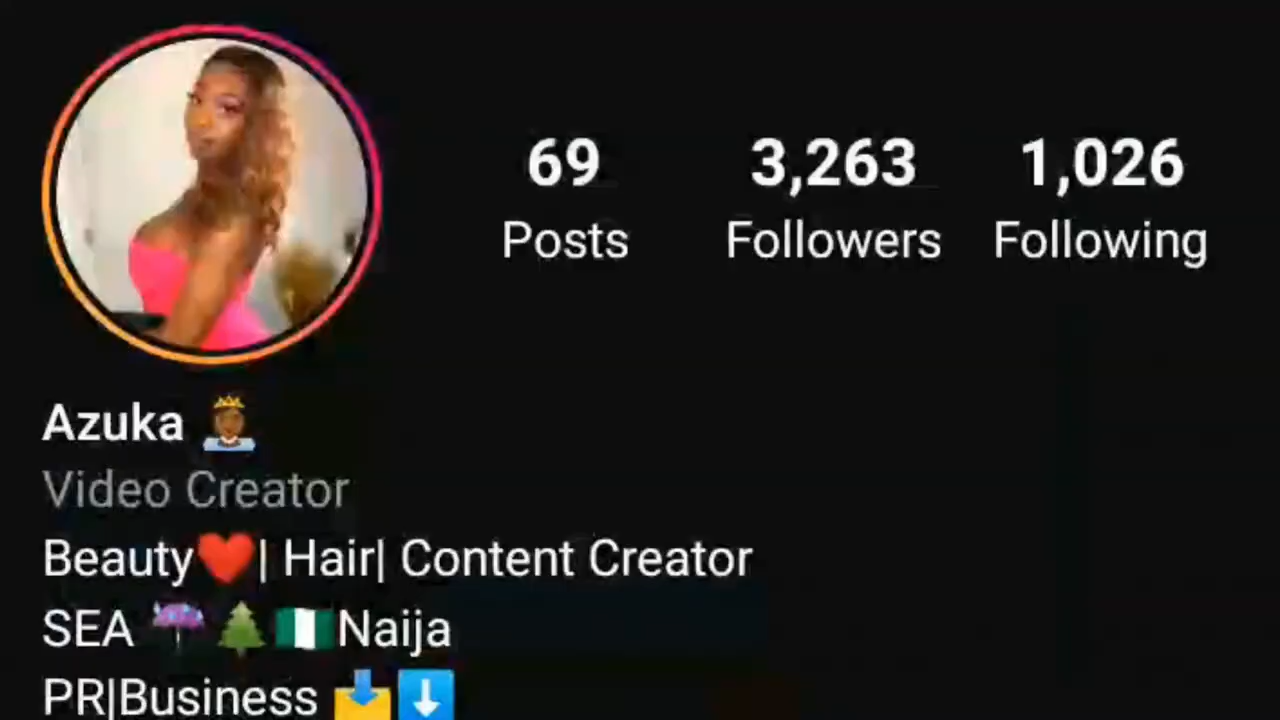 69 3,263 1,026
Posts Followers Following
Azuka 👸🏾
Video Creator
Beauty❤️| Hair| Content Creator
SEA ☔🌲🇳🇬Naija
PR|Business 📩⬇️